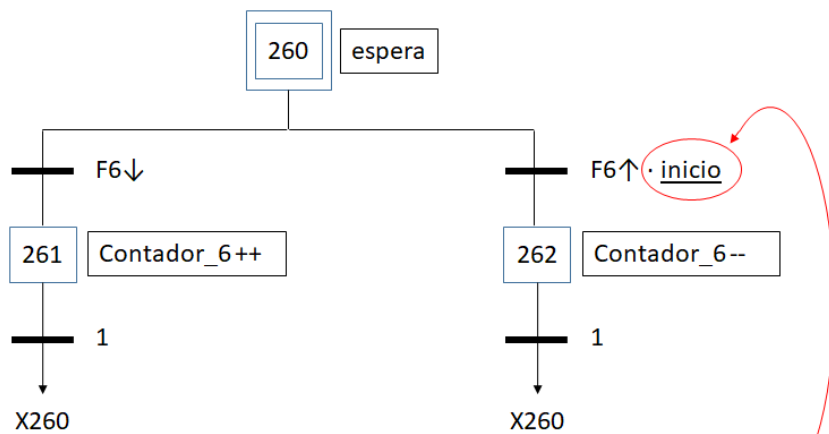 260 espera
F6↓ F6↑ · inicio
261 Contador_6++ 262 Contador_6--
1 1
X260 X260